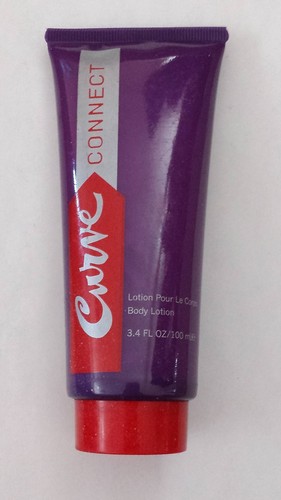 Curve CONNECT
Lotion Pour Le Corps
Body Lotion
3.4 FL OZ/100 ml